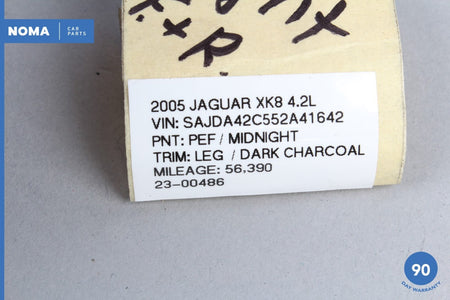 NOMA CAR PARTS
R
2005 JAGUAR XK8 4.2L
VIN: SAJDA42C552A41642
PNT: PEF / MIDNIGHT
TRIM: LEG / DARK CHARCOAL
MILEAGE: 56,390
23-00486
90
DAY WARRANTY